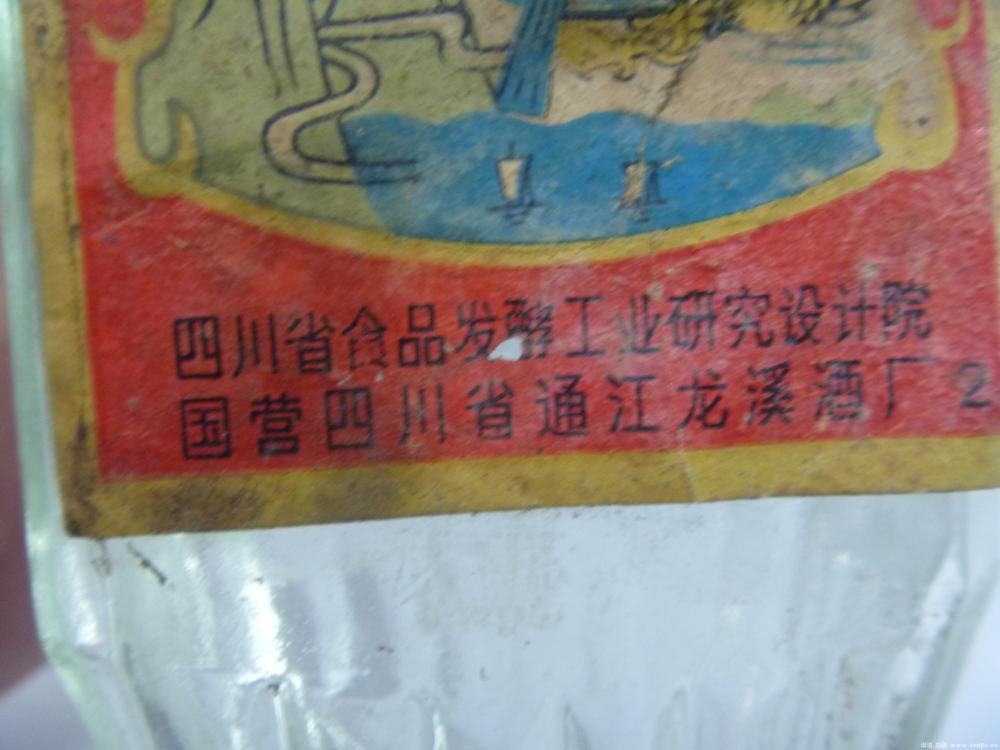 四川省食品发酵工业研究设计院
国营四川省通江龙溪酒厂2